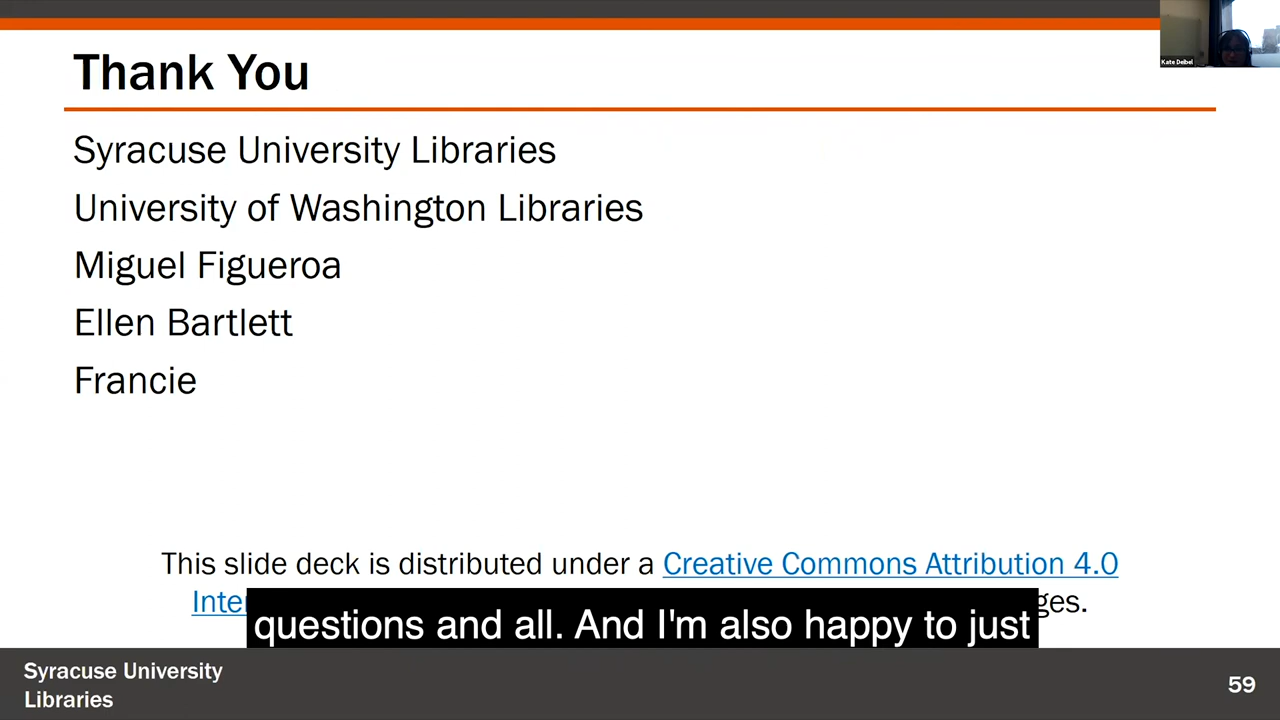 Kate Deibel
Thank You
Syracuse University Libraries
University of Washington Libraries
Miguel Figueroa
Ellen Bartlett
Francie
This slide deck is distributed under a Creative Commons Attribution 4.0
questions and all. And I'm also happy to just
Syracuse University
Libraries
59